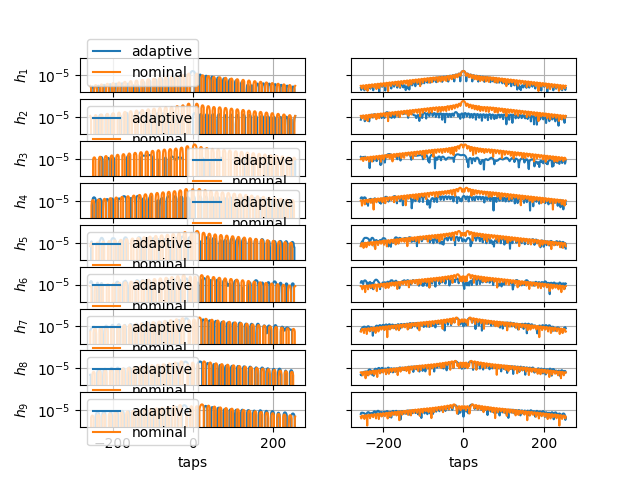 adaptive
nominal
h₁
10⁻⁵
adaptive
nominal
h₂
10⁻⁵
adaptive
nominal
h₃
10⁻⁵
adaptive
nominal
h₄
10⁻⁵
adaptive
nominal
h₅
10⁻⁵
adaptive
nominal
h₆
10⁻⁵
adaptive
nominal
h₇
10⁻⁵
adaptive
nominal
h₈
10⁻⁵
adaptive
nominal
h₉
10⁻⁵
−200 0 200
taps
−200 0 200
taps